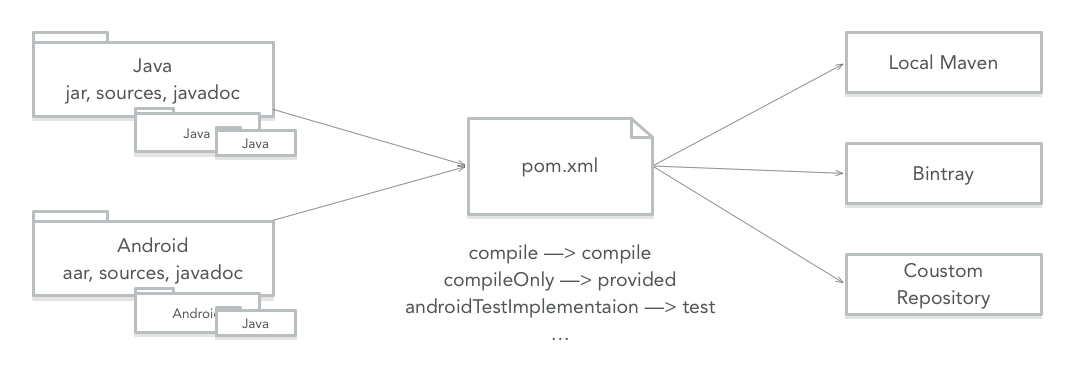 Java
jar, sources, javadoc
Java
Java
Android
aar, sources, javadoc
Androi
Java
pom.xml
compile —> compile
compileOnly —> provided
androidTestImplementaion —> test
...
Local Maven
Bintray
Coustom
Repository